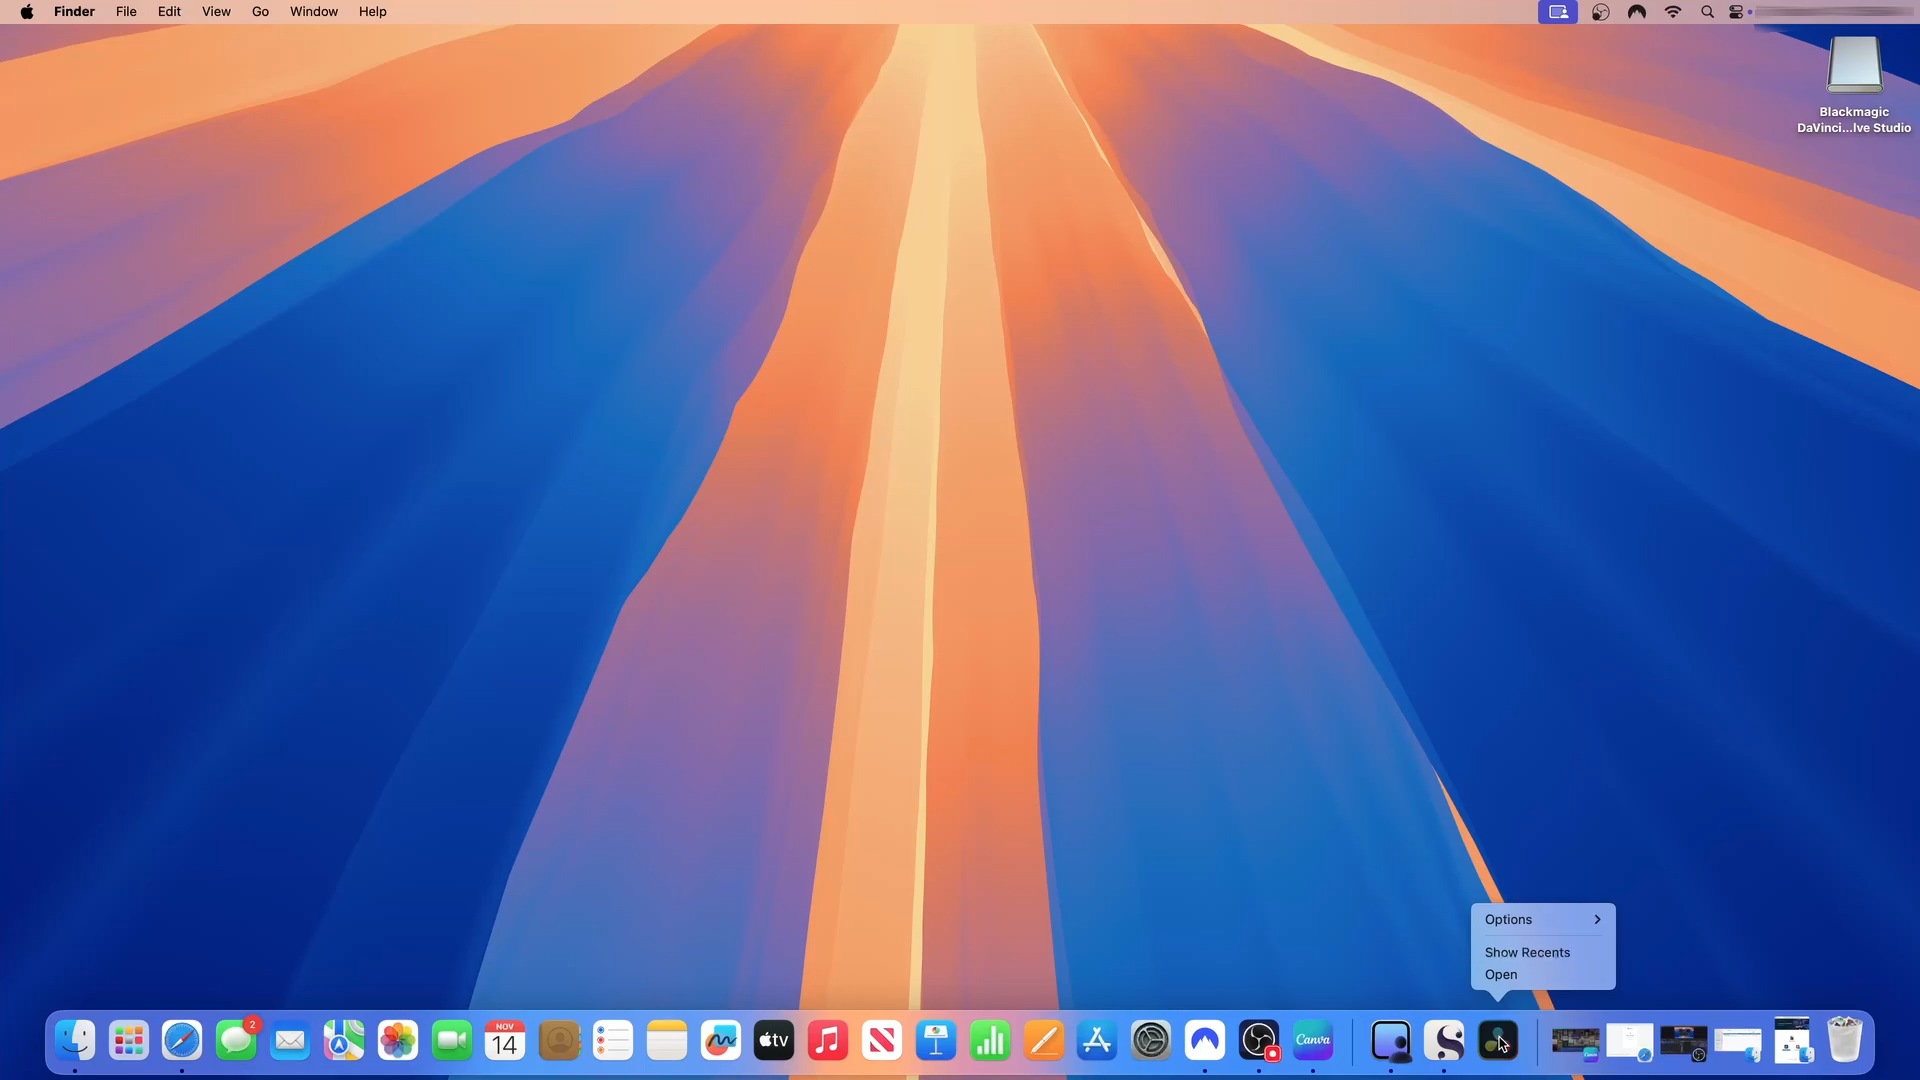 Finder File Edit View Go Window Help
Blackmagic
DaVinci...lve Studio
Options
Show Recents
Open
2
NOV
14
tv
Canva